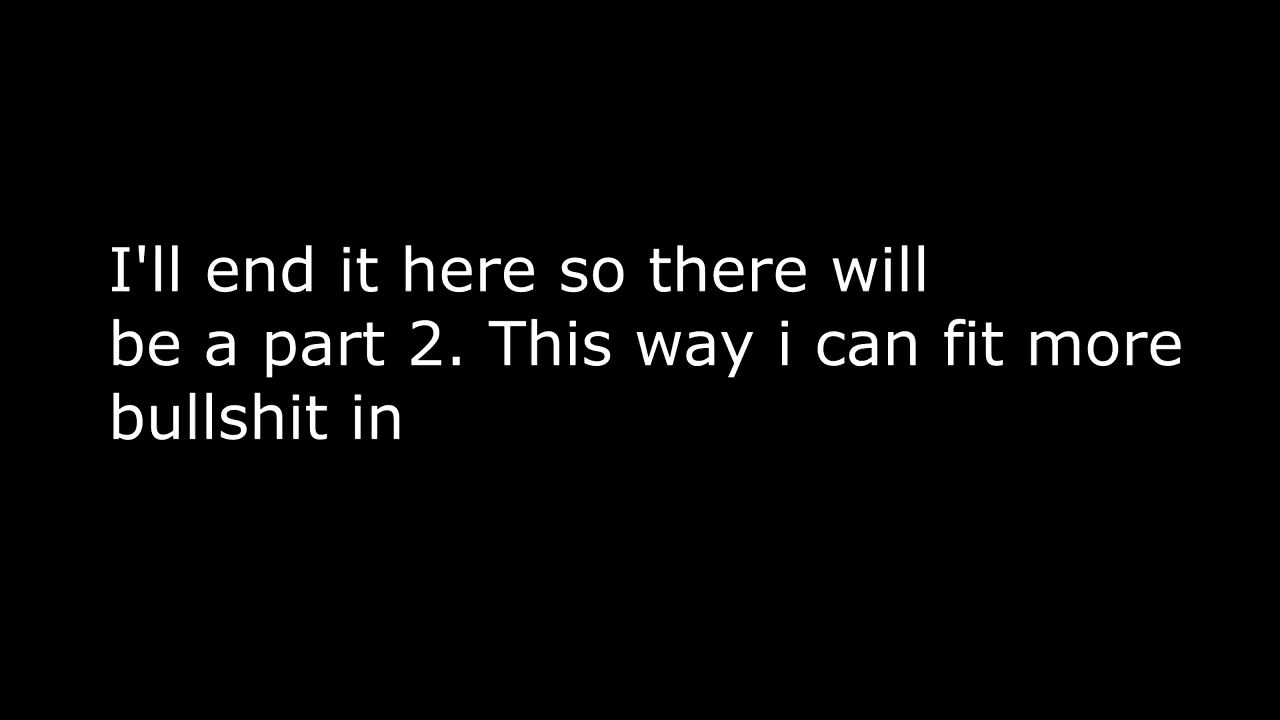 I'll end it here so there will
be a part 2. This way i can fit more
bullshit in